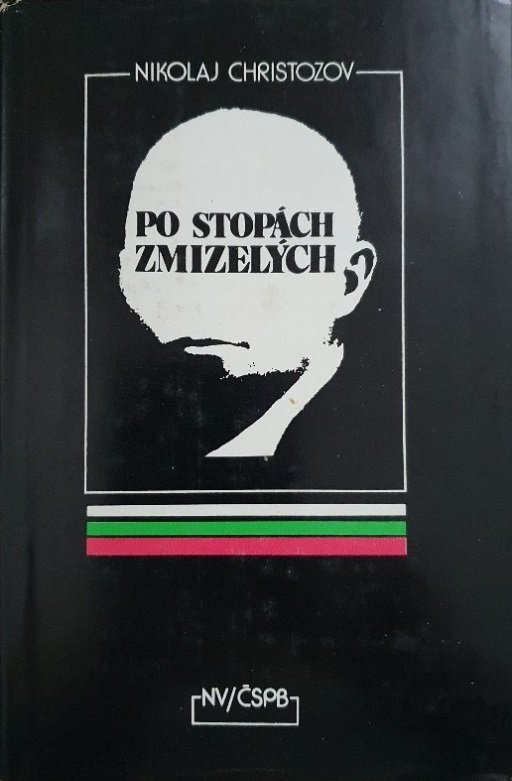 NIKOLAJ CHRISTOZOV
PO STOPÁCH
ZMIZELÝCH
NV/ČSPB